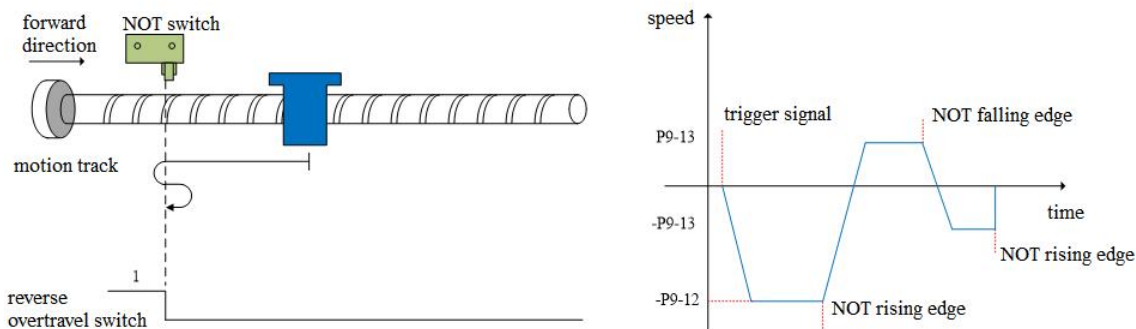 forward
direction
NOT switch
motion track
1
reverse
overtravel switch
speed
trigger signal
NOT falling edge
P9-13
time
-P9-13
NOT rising edge
-P9-12
NOT rising edge